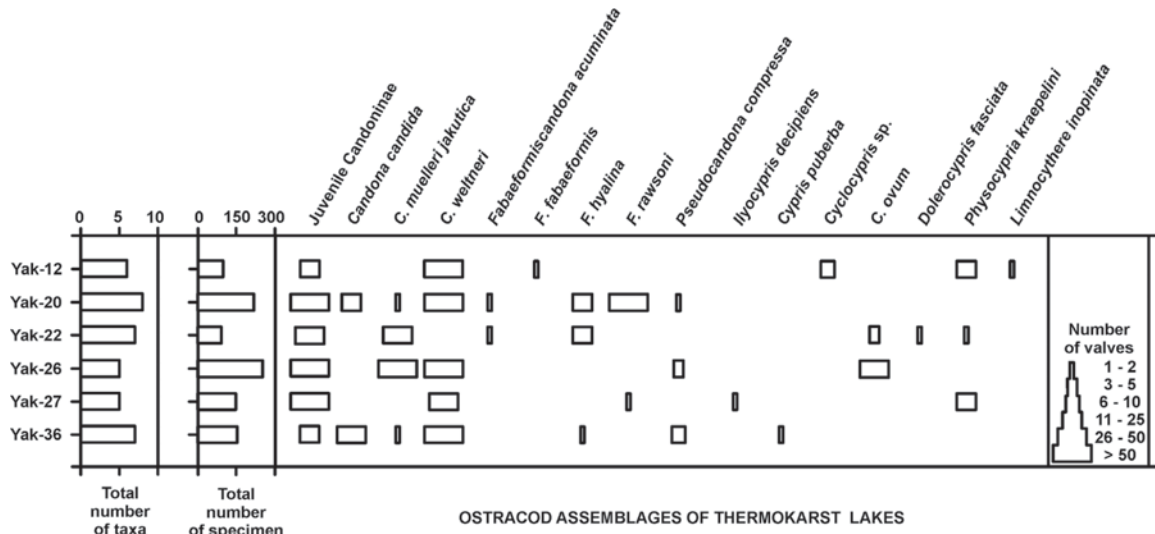 Juvenile Candoninae
Candona candida
C. muelleri jakutica
C. weltneri
Fabaeformiscandona acuminata
F. fabaeformis
F. hyalina
F. rawsoni
Pseudocandona compressa
Ilyocypris decipiens
Cypris puberba
Cyclocypris sp.
C. ovum
Dolerocypris fasciata
Physocypria kraepelini
Limnocythere inopinata
0 5 10 0 150 300
Yak-12
Yak-20
Yak-22
Yak-26
Yak-27
Yak-36
Number
of valves
1 - 2
3 - 5
6 - 10
11 - 25
26 - 50
> 50
Total
number
of taxa
Total
number
of specimen
OSTRACOD ASSEMBLAGES OF THERMOKARST LAKES